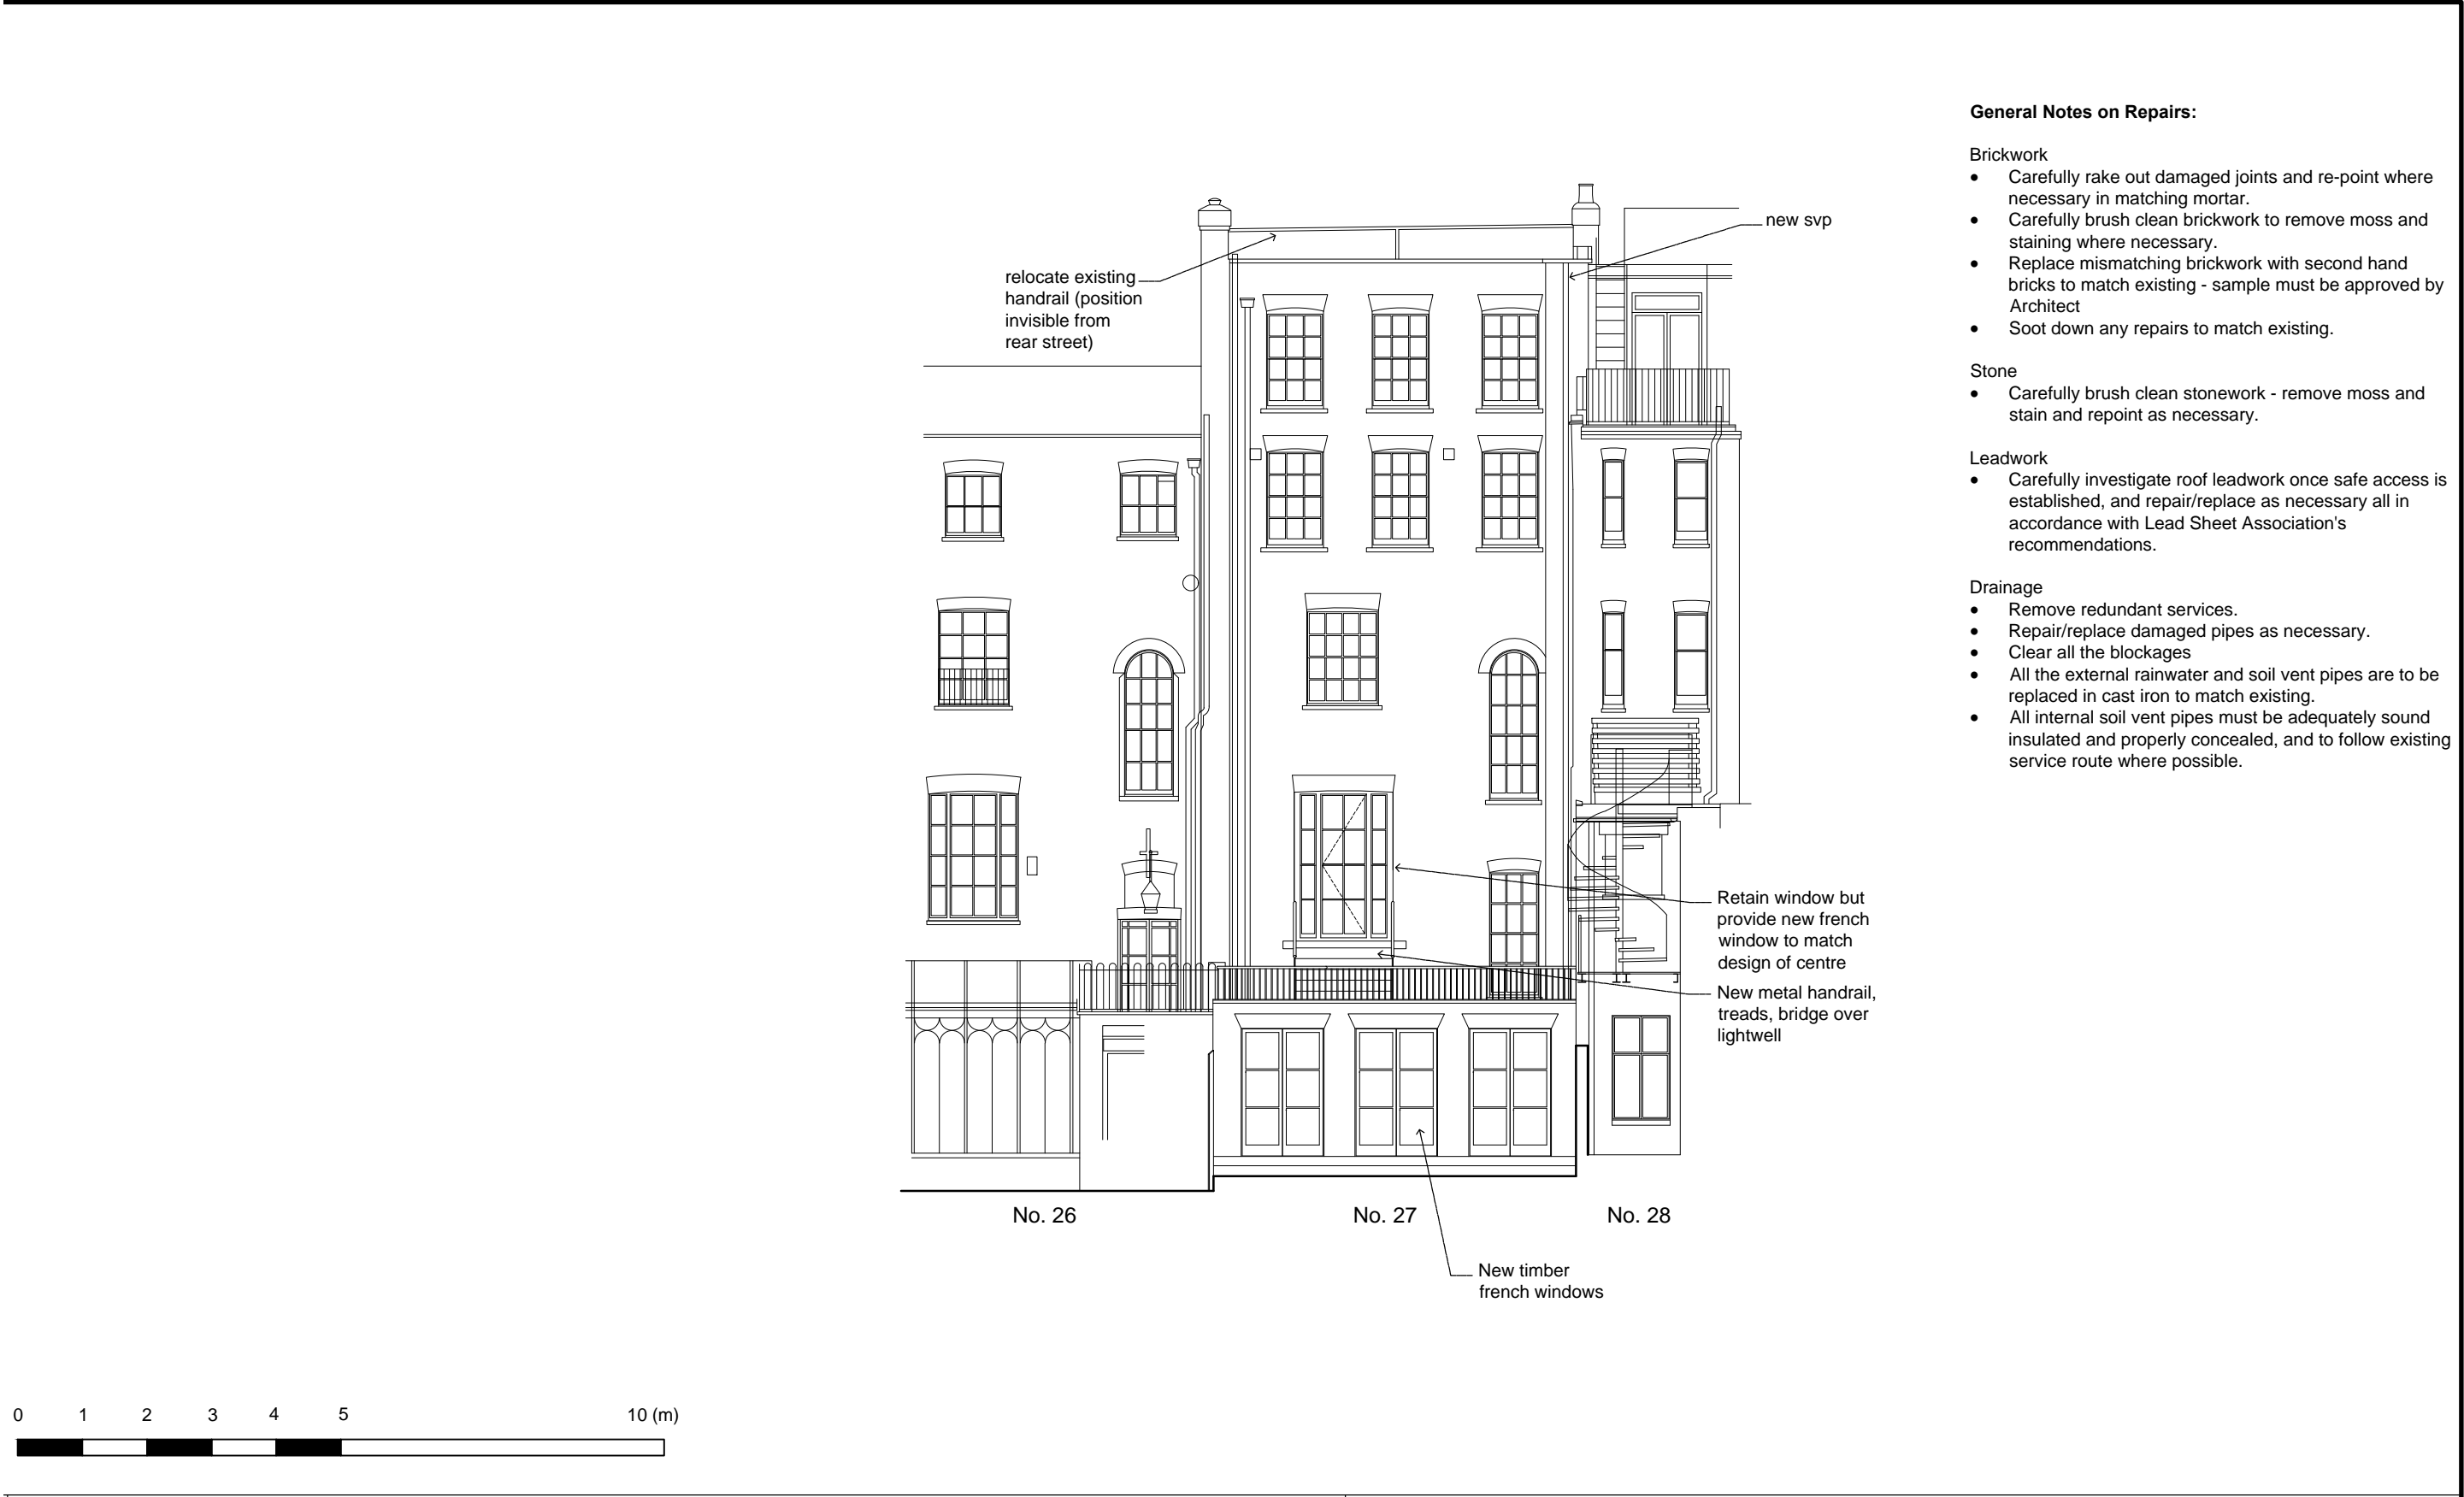 General Notes on Repairs:
Brickwork
• Carefully rake out damaged joints and re-point where
necessary in matching mortar.
• Carefully brush clean brickwork to remove moss and
staining where necessary.
• Replace mismatching brickwork with second hand
bricks to match existing - sample must be approved by
Architect
• Soot down any repairs to match existing.
Stone
• Carefully brush clean stonework - remove moss and
stain and repoint as necessary.
Leadwork
• Carefully investigate roof leadwork once safe access is
established, and repair/replace as necessary all in
accordance with Lead Sheet Association's
recommendations.
Drainage
• Remove redundant services.
• Repair/replace damaged pipes as necessary.
• Clear all the blockages
• All the external rainwater and soil vent pipes are to be
replaced in cast iron to match existing.
• All internal soil vent pipes must be adequately sound
insulated and properly concealed, and to follow existing
service route where possible.
new svp
relocate existing
handrail (position
invisible from
rear street)
Retain window but
provide new french
window to match
design of centre
New metal handrail,
treads, bridge over
lightwell
No. 26
No. 27
No. 28
New timber
french windows
0 1 2 3 4 5 10 (m)